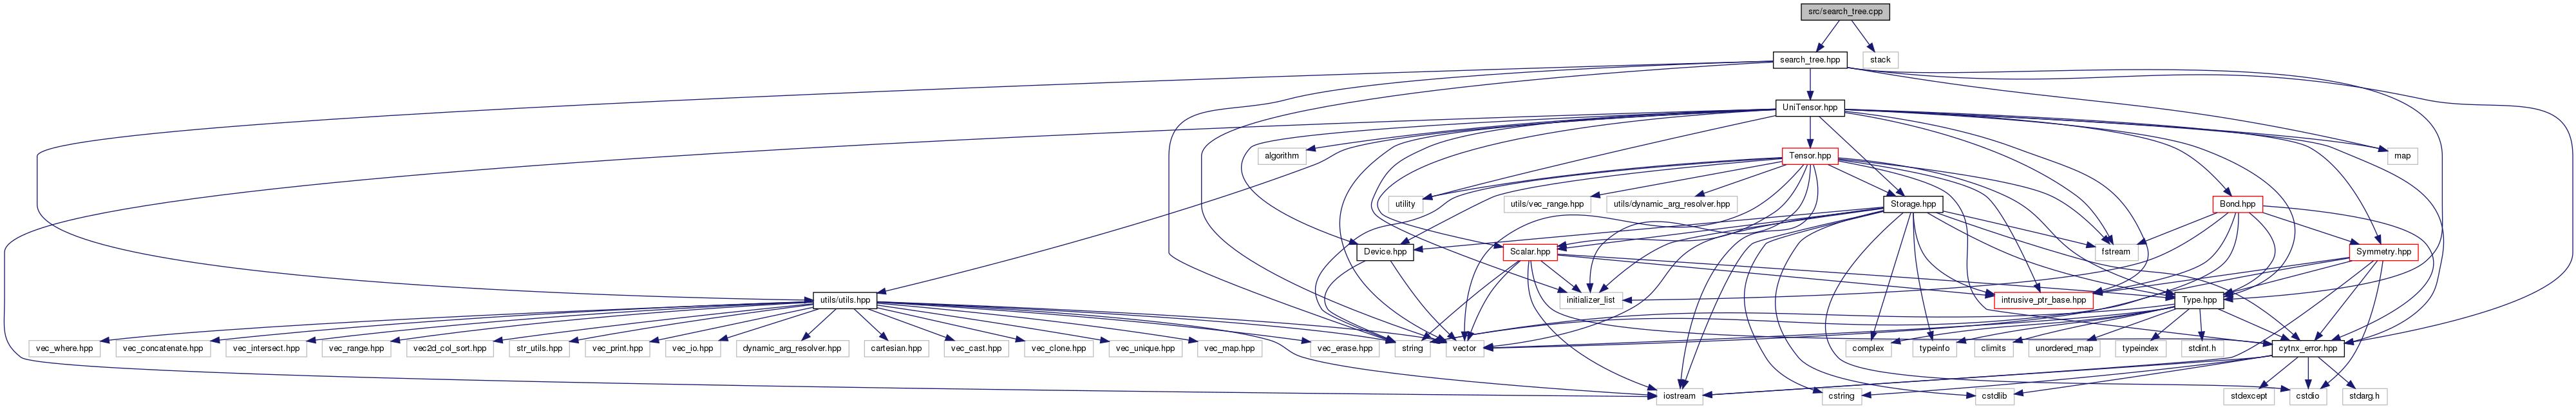 src/search_tree.cpp
search_tree.hpp
stack
UniTensor.hpp
algorithm
Tensor.hpp
map
utility
utils/vec_range.hpp
utils/dynamic_arg_resolver.hpp
Storage.hpp
Bond.hpp
Device.hpp
Scalar.hpp
fstream
Symmetry.hpp
utils/utils.hpp
initializer_list
intrusive_ptr_base.hpp
Type.hpp
vec_where.hpp
vec_concatenate.hpp
vec_intersect.hpp
vec_range.hpp
vec2d_col_sort.hpp
str_utils.hpp
vec_print.hpp
vec_io.hpp
dynamic_arg_resolver.hpp
cartesian.hpp
vec_cast.hpp
vec_clone.hpp
vec_unique.hpp
vec_map.hpp
vec_erase.hpp
string
vector
complex
typeinfo
climits
unordered_map
typeindex
stdint.h
cytnx_error.hpp
iostream
cstring
cstdlib
stdexcept
cstdio
stdarg.h